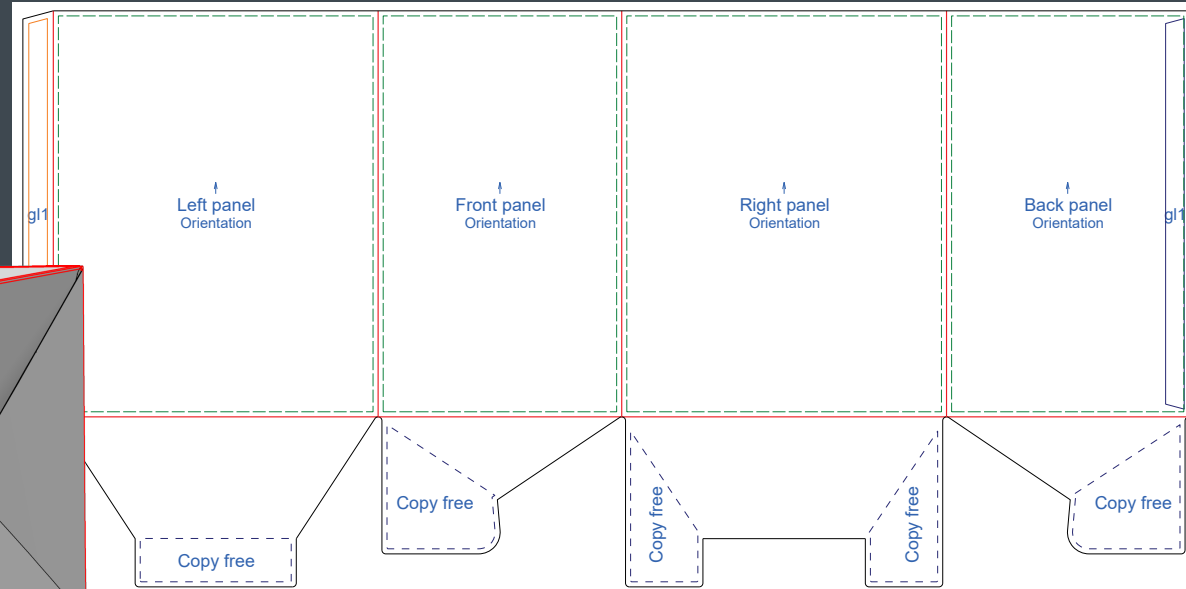 gl1
Left panel
Orientation
Front panel
Orientation
Right panel
Orientation
Back panel
Orientation
gl1
Copy free
Copy free
Copy free
Copy free
Copy free